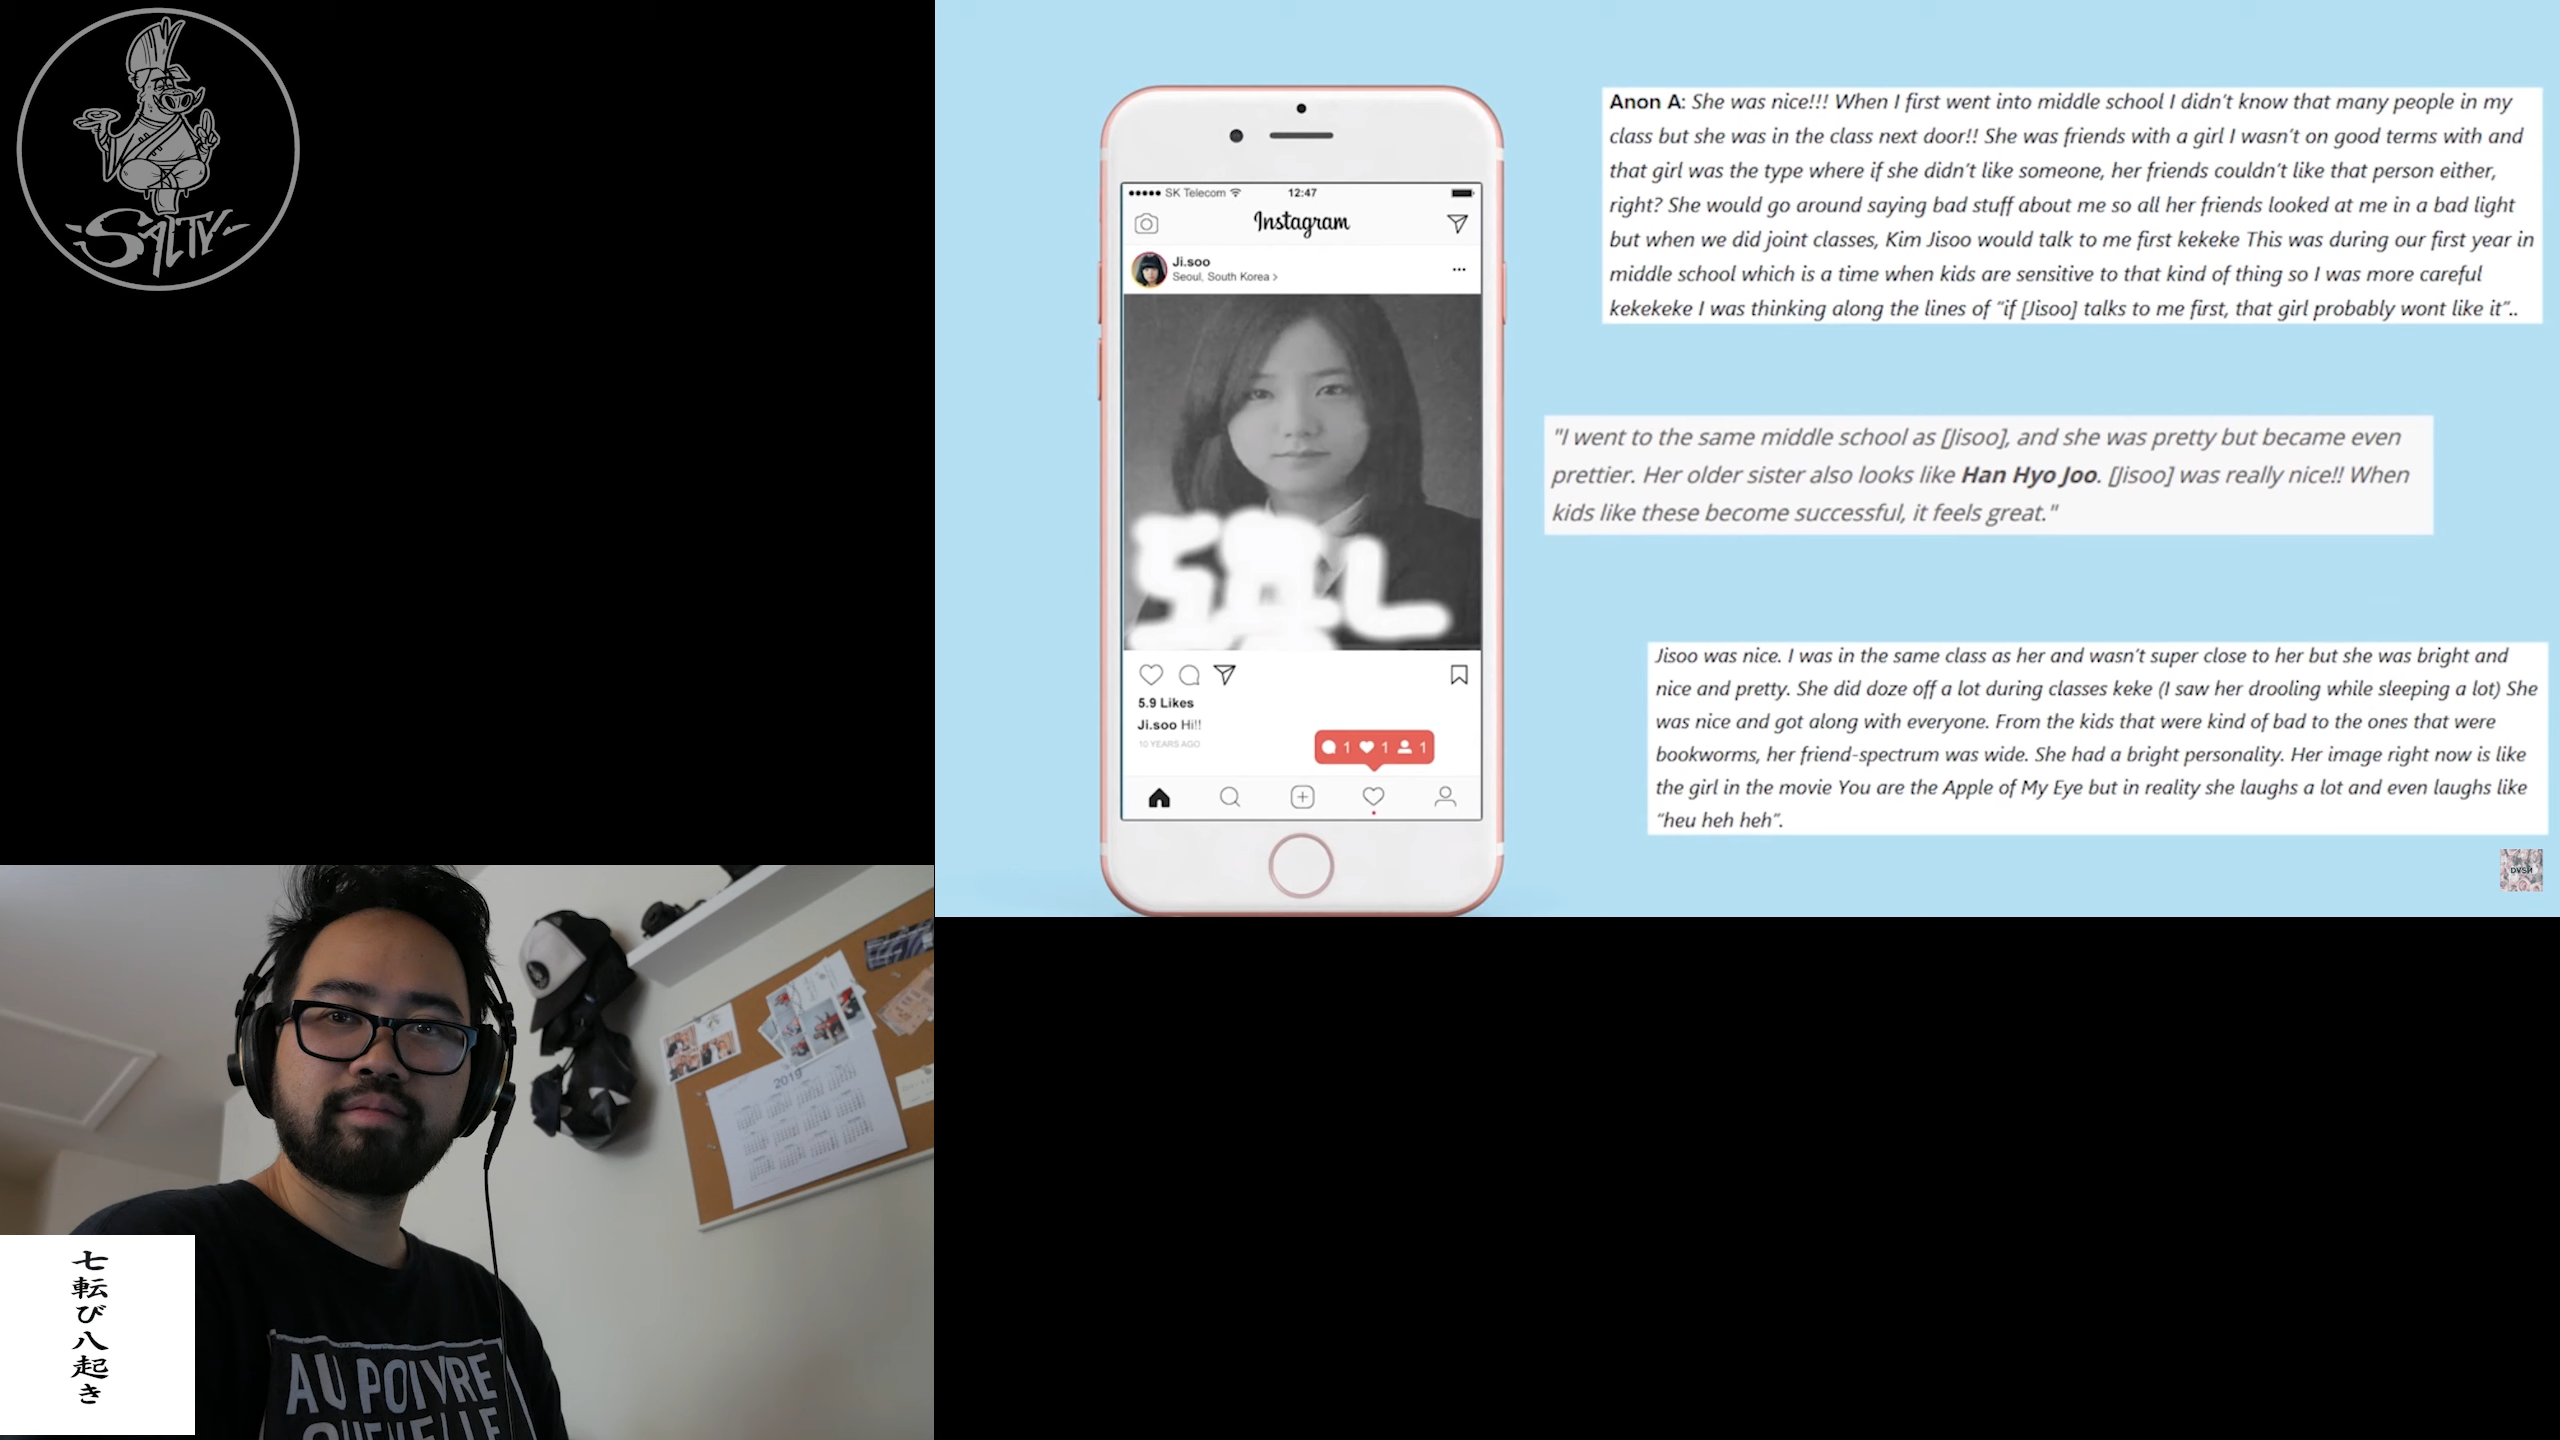 SALTY
SK Telecom
12:47
Instagram
Ji.soo
Seoul, South Korea >
5.9 Likes
Ji.soo Hi!!
10 YEARS AGO
1 1 1
Anon A: She was nice!!! When I first went into middle school I didn't know that many people in my
class but she was in the class next door!! She was friends with a girl I wasn't on good terms with and
that girl was the type where if she didn't like someone, her friends couldn't like that person either,
right? She would go around saying bad stuff about me so all her friends looked at me in a bad light
but when we did joint classes, Kim Jisoo would talk to me first kekeke This was during our first year in
middle school which is a time when kids are sensitive to that kind of thing so I was more careful
kekekeke I was thinking along the lines of "if [Jisoo] talks to me first, that girl probably wont like it"..
"I went to the same middle school as [Jisoo], and she was pretty but became even
prettier. Her older sister also looks like Han Hyo Joo. [Jisoo] was really nice!! When
kids like these become successful, it feels great."
Jisoo was nice. I was in the same class as her and wasn't super close to her but she was bright and
nice and pretty. She did doze off a lot during classes keke (I saw her drooling while sleeping a lot) She
was nice and got along with everyone. From the kids that were kind of bad to the ones that were
bookworms, her friend-spectrum was wide. She had a bright personality. Her image right now is like
the girl in the movie You are the Apple of My Eye but in reality she laughs a lot and even laughs like
"heu heh heh".
2019
七転び八起き
AU POIVRE
QUENELLE